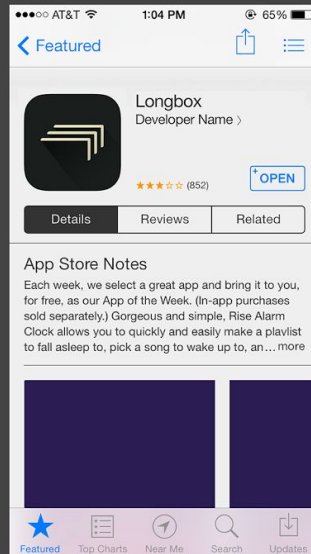 AT&T 1:04 PM 65%
Featured
Longbox
Developer Name
(852)
+OPEN
Details Reviews Related
App Store Notes
Each week, we select a great app and bring it to you,
for free, as our App of the Week. (In-app purchases
sold separately.) Gorgeous and simple, Rise Alarm
Clock allows you to quickly and easily make a playlist
to fall asleep to, pick a song to wake up to, an... more
Featured Top Charts Near Me Search Updates